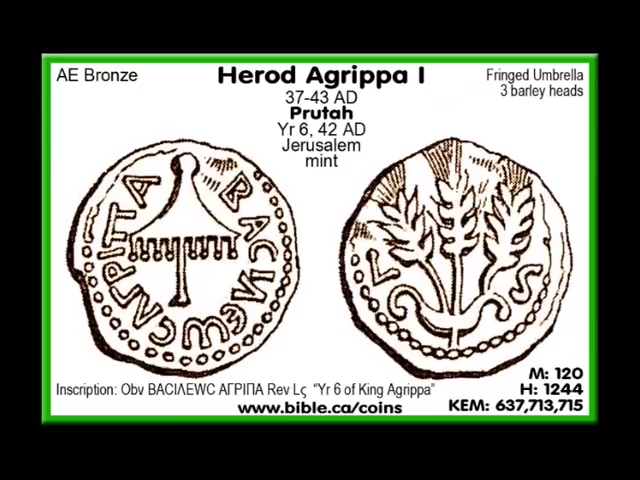 AE Bronze
Herod Agrippa I
37-43 AD
Prutah
Yr 6, 42 AD
Jerusalem
mint
Fringed Umbrella
3 barley heads
BACIΛEѠC AΓPIΠΠA
L ς
Inscription: Obv BACIΛEWC AΓPIΠA Rev Lς "Yr 6 of King Agrippa"
www.bible.ca/coins
M: 120
H: 1244
KEM: 637,713,715